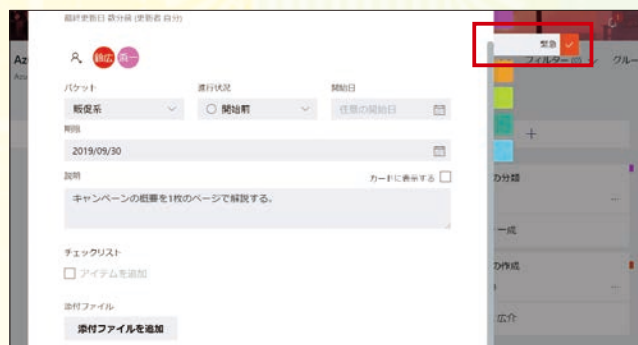 最終更新日 数分前 (更新者 自分)
緊急
Az
フィルター (0)
グルー
鈴広
浜一
バケット
進行状況
開始日
販促系
開始前
任意の開始日
期限
2019/09/30
説明
カードに表示する
の分類
キャンペーンの概要を1枚のページで解説する。
一成
チェックリスト
アイテムを追加
の作成
添付ファイル
添付ファイルを追加
広介